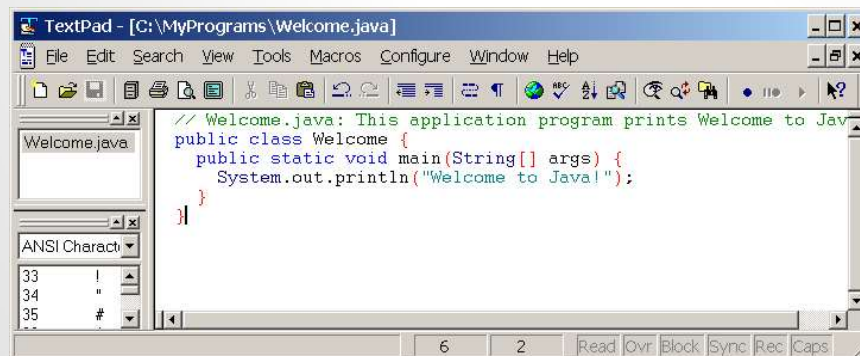 TextPad - [C:\MyPrograms\Welcome.java]
File Edit Search View Tools Macros Configure Window Help
Welcome.java
// Welcome.java: This application program prints Welcome to Jav
public class Welcome {
public static void main(String[] args) {
System.out.println("Welcome to Java!");
}
}
ANSI Charact
33 !
34 "
35 #
6 2 Read Ovr Block Sync Rec Caps